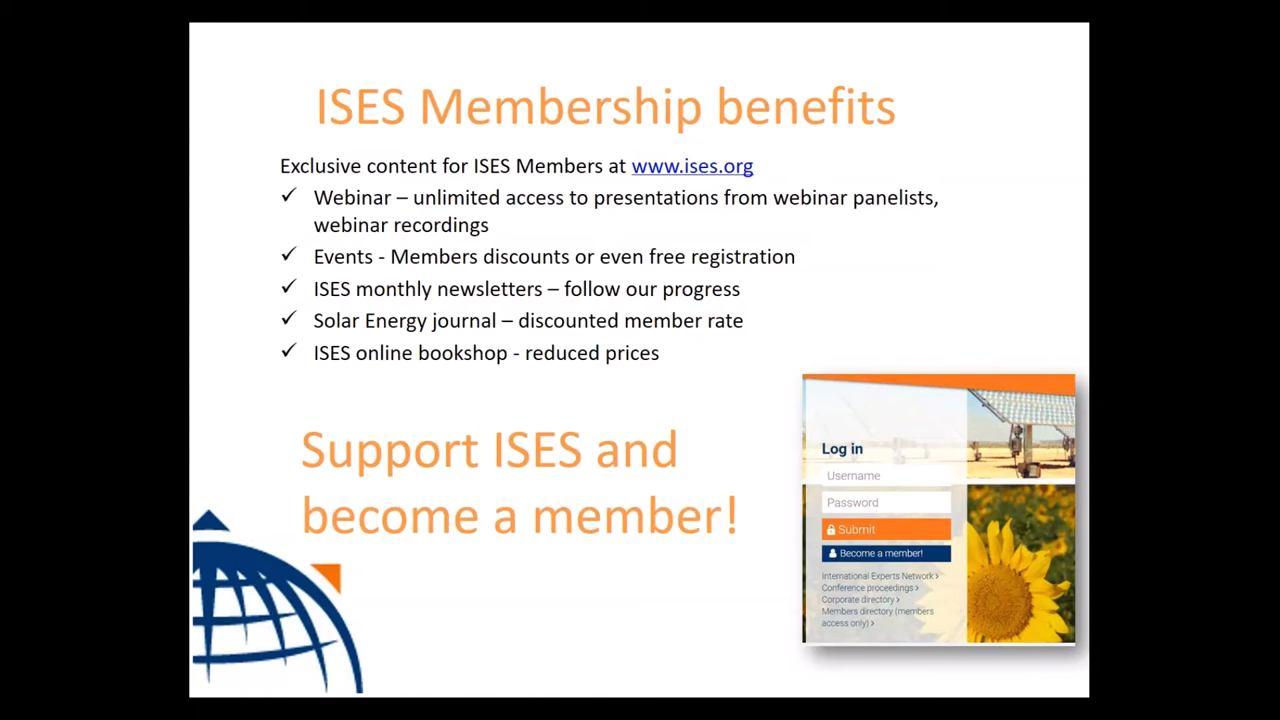 ISES Membership benefits
Exclusive content for ISES Members at www.ises.org
✓ Webinar – unlimited access to presentations from webinar panelists,
webinar recordings
✓ Events - Members discounts or even free registration
✓ ISES monthly newsletters – follow our progress
✓ Solar Energy journal – discounted member rate
✓ ISES online bookshop - reduced prices
Support ISES and
become a member!
Log in
Username
Password
Submit
Become a member!
International Experts Network >
Conference proceedings >
Corporate directory >
Members directory (members
access only) >